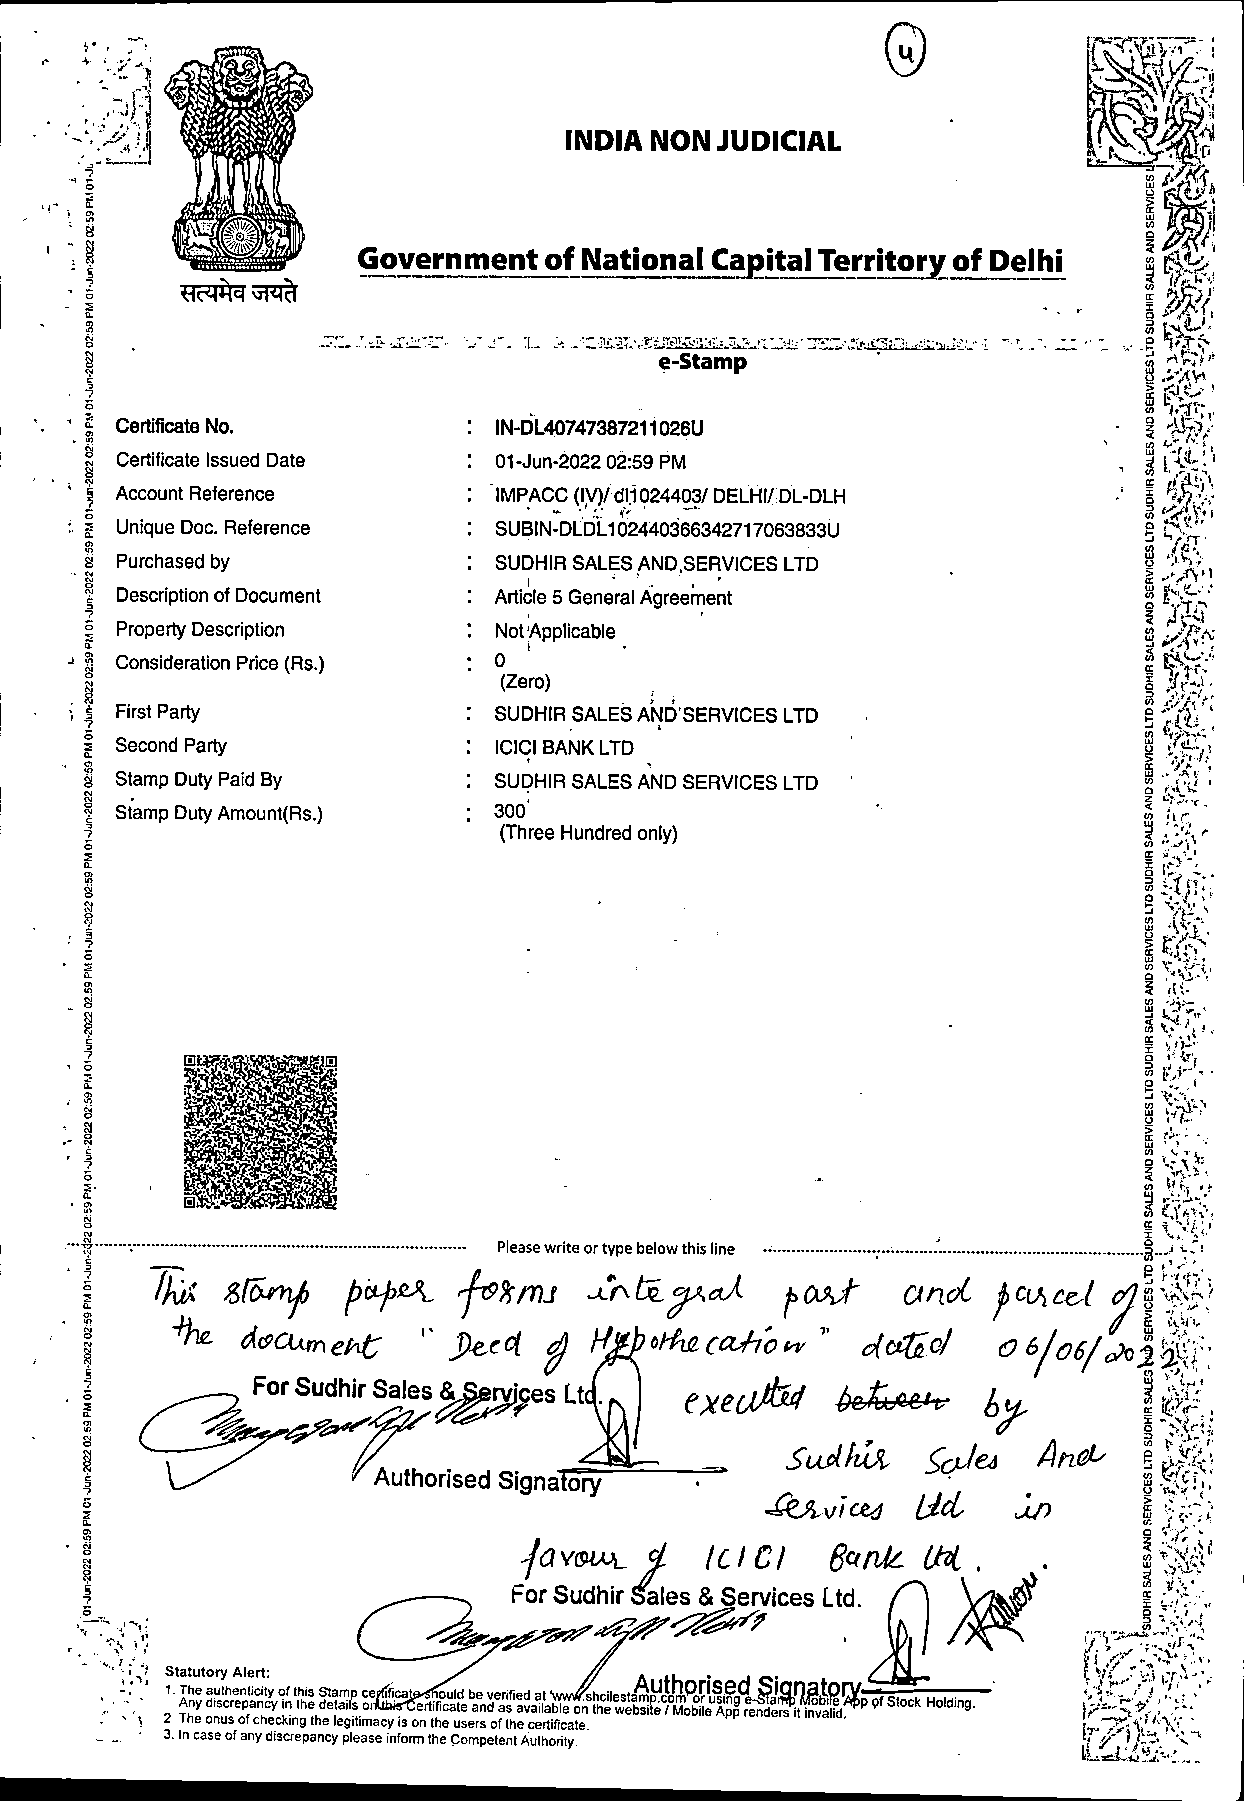 4
INDIA NON JUDICIAL
Government of National Capital Territory of Delhi
सत्यमेव जयते
e-Stamp
Certificate No. : IN-DL40747387211026U
Certificate Issued Date : 01-Jun-2022 02:59 PM
Account Reference : IMPACC (IV)/ dl1024403/ DELHI/ DL-DLH
Unique Doc. Reference : SUBIN-DLDL102440366342717063833U
Purchased by : SUDHIR SALES AND SERVICES LTD
Description of Document : Article 5 General Agreement
Property Description : Not Applicable
Consideration Price (Rs.) : 0
(Zero)
First Party : SUDHIR SALES AND SERVICES LTD
Second Party : ICICI BANK LTD
Stamp Duty Paid By : SUDHIR SALES AND SERVICES LTD
Stamp Duty Amount(Rs.) : 300
(Three Hundred only)
Please write or type below this line
This stamp paper forms integral part and parcel of
the document "Deed of Hypothecation" dated 06/06/2022
For Sudhir Sales & Services Ltd.
executed between by
Authorised Signatory
Sudhir Sales And
Services Ltd in
favour of ICICI Bank Ltd.
For Sudhir Sales & Services Ltd.
Authorised Signatory
Statutory Alert:
1. The authenticity of this Stamp certificate should be verified at 'www.shcilestamp.com' or using e-Stamp Mobile App of Stock Holding.
Any discrepancy in the details on this Certificate and as available on the website / Mobile App renders it invalid.
2 The onus of checking the legitimacy is on the users of the certificate.
3. In case of any discrepancy please inform the Competent Authority.
01-Jun-2022 02:59 PM 01-Jun-2022 02:59 PM 01-Jun-2022 02:59 PM 01-Jun-2022 02:59 PM
SUDHIR SALES AND SERVICES LTD SUDHIR SALES AND SERVICES LTD SUDHIR SALES AND SERVICES LTD